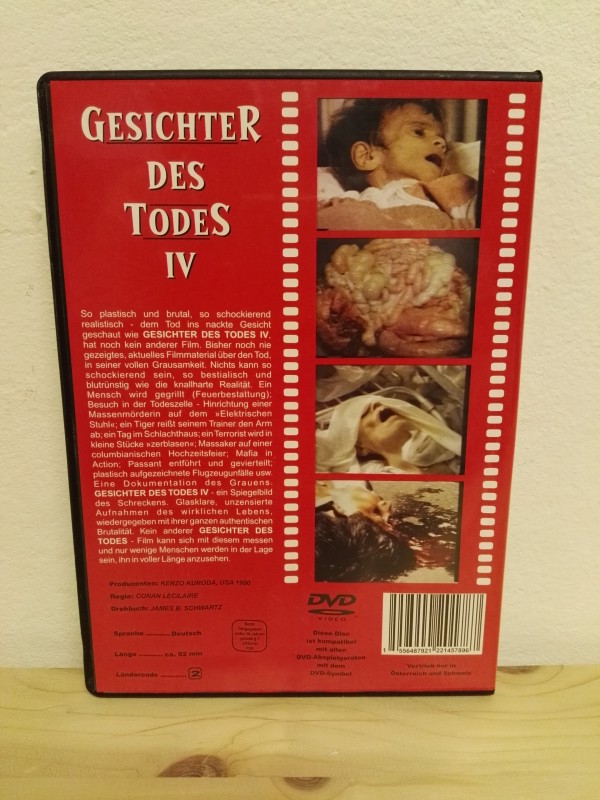 GESICHTER
DES
TODES
IV
So plastisch und brutal, so schockierend
realistisch - dem Tod ins nackte Gesicht
geschaut wie GESICHTER DES TODES IV,
hat noch kein anderer Film. Bisher noch nie
gezeigtes, aktuelles Filmmaterial über den Tod,
in seiner vollen Grausamkeit. Nichts kann so
schockierend sein, so bestialisch und
blutrünstig wie die knallharte Realität. Ein
Mensch wird gegrillt (Feuerbestattung);
Besuch in der Todeszelle - Hinrichtung einer
Massenmörderin auf dem »Elektrischen
Stuhl«; ein Tiger reißt seinem Trainer den Arm
ab; ein Tag im Schlachthaus; ein Terrorist wird in
kleine Stücke »zerblasen«; Massaker auf einer
columbianischen Hochzeitsfeier; Mafia in
Action; Passant entführt und gevierteilt;
plastisch aufgezeichnete Flugzeugunfälle usw.
Eine Dokumentation des Grauens.
GESICHTER DES TODES IV - ein Spiegelbild
des Schreckens. Glasklare, unzensierte
Aufnahmen des wirklichen Lebens,
wiedergegeben mit ihrer ganzen authentischen
Brutalität. Kein anderer GESICHTER DES
TODES - Film kann sich mit diesem messen
und nur wenige Menschen werden in der Lage
sein, ihn in voller Länge anzusehen.
Produzenten: KENZO KURODA, USA 1990
Regie: CONAN LECILAIRE
Drehbuch: JAMES B. SCHWARTZ
Sprache Deutsch
Länge ca. 82 min
Ländercode 2
DVD
VIDEO
Diese Disc
ist kompatibel
mit allen
DVD-Abspielgeräten
mit dem
DVD-Symbol
1 556487921 221457896
Vertrieb nur in
Österreich und Schweiz